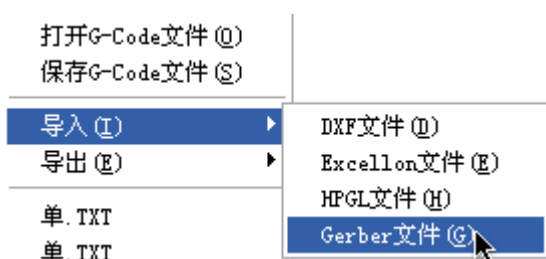 打开G-Code文件(O)
保存G-Code文件(S)
导入(I)
导出(E)
单.TXT
单.TXT
DXF文件(D)
Excellon文件(E)
HPGL文件(H)
Gerber文件(G)